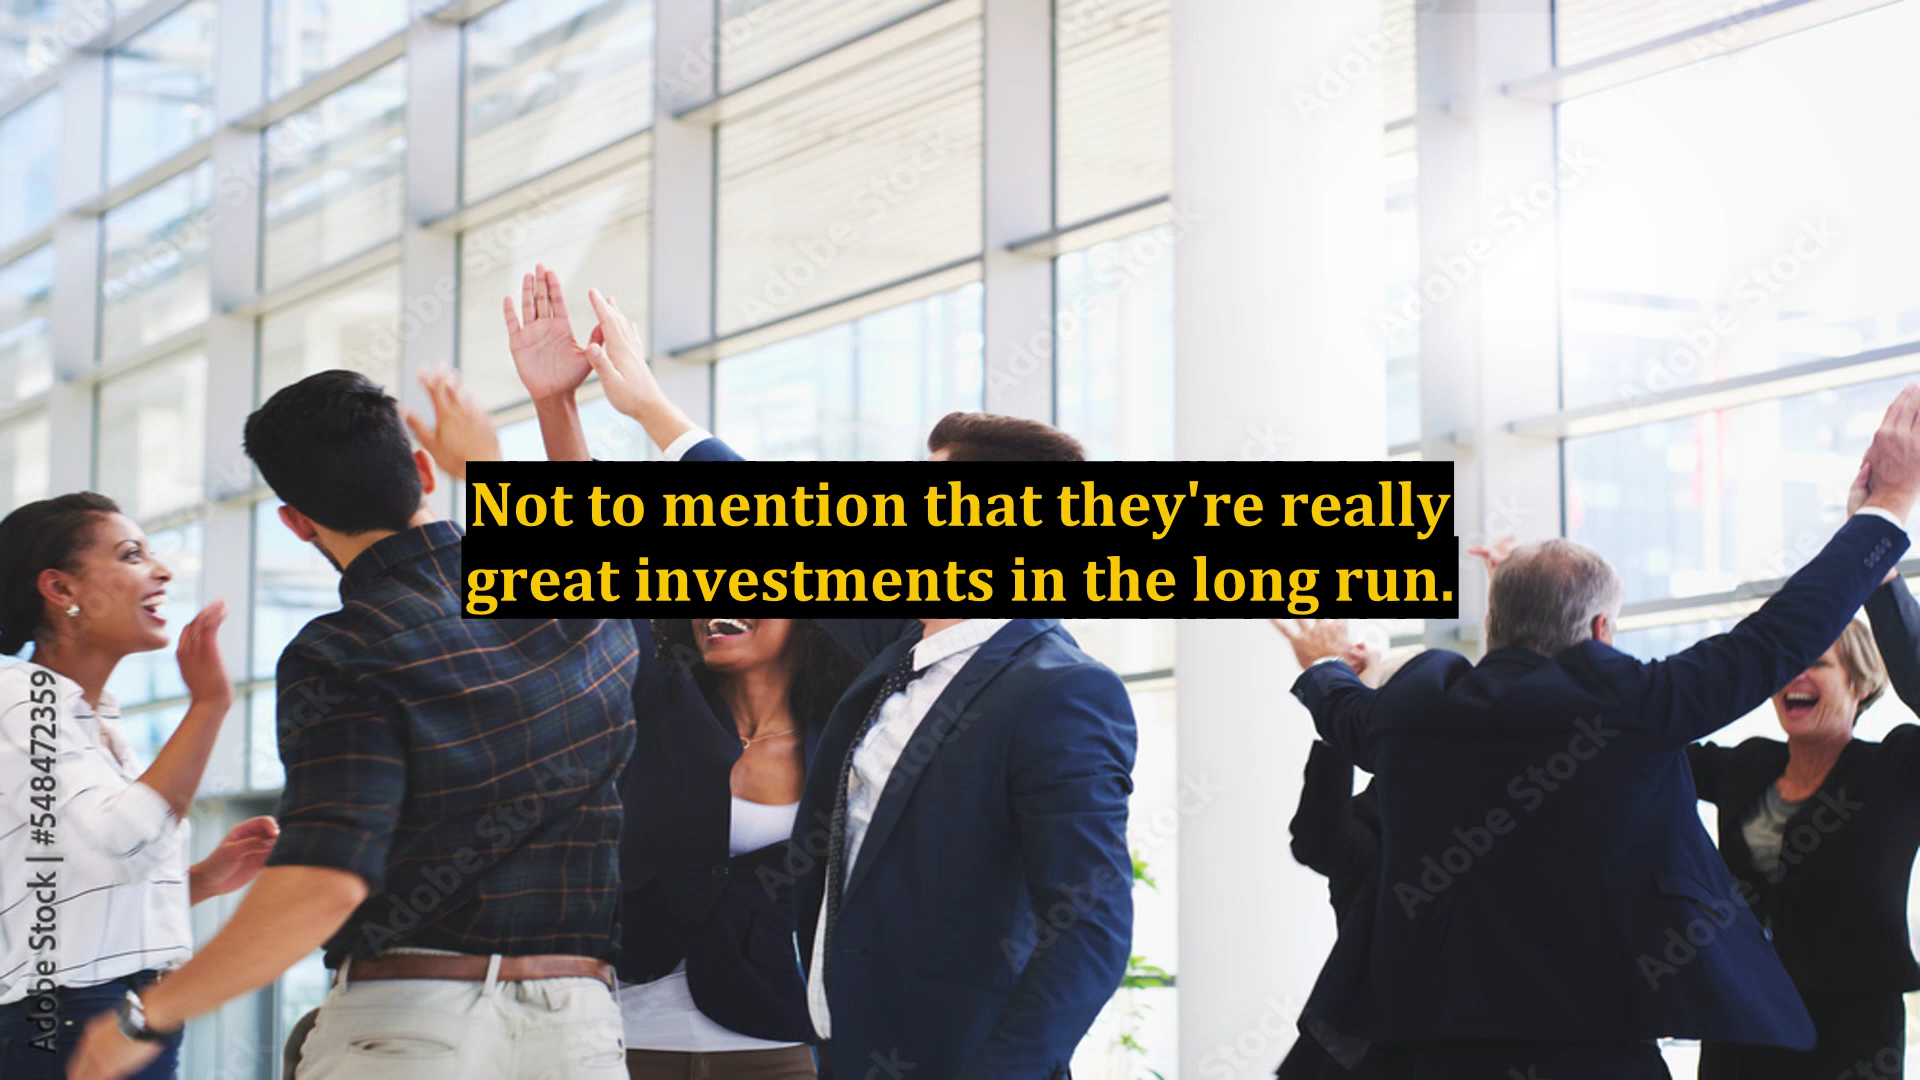 Not to mention that they're really
great investments in the long run.
Adobe Stock | #548472359